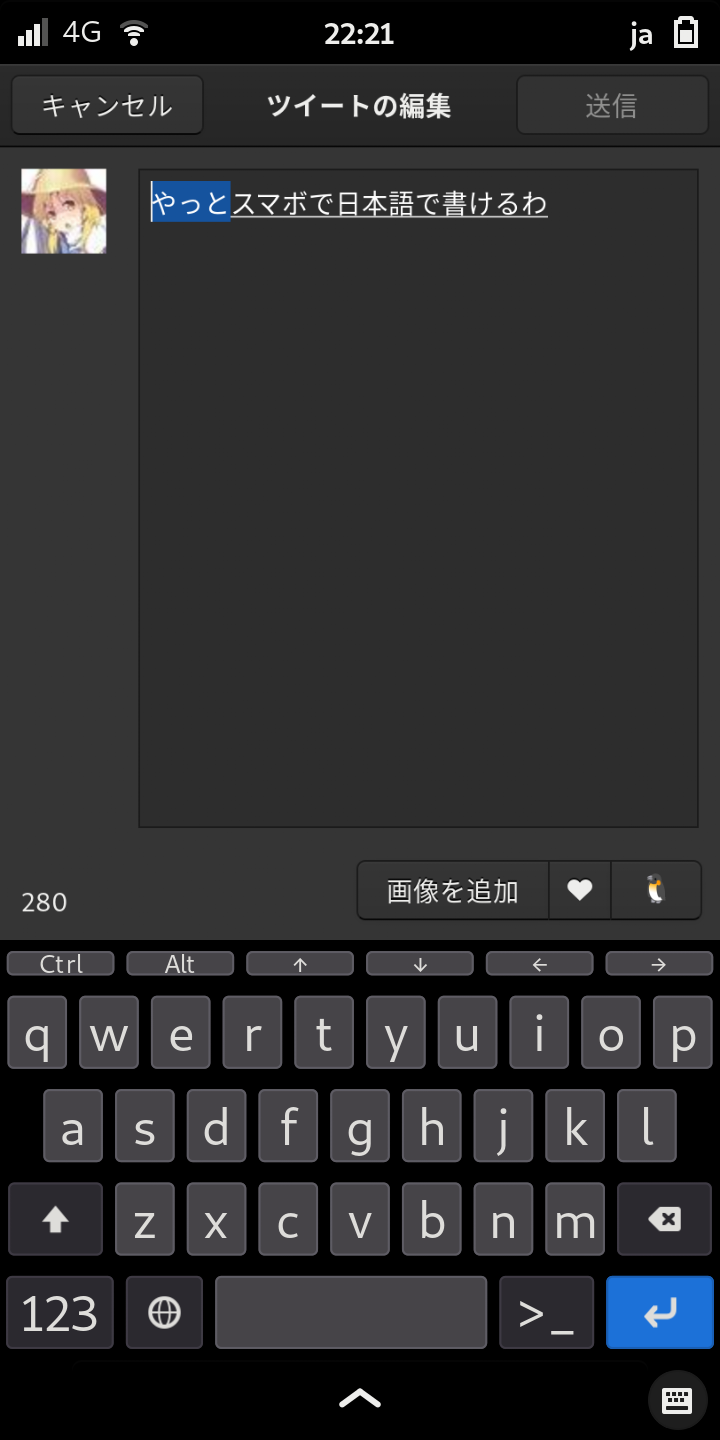 4G 22:21 ja
キャンセル ツイートの編集 送信
やっとスマボで日本語で書けるわ
280 画像を追加
Ctrl Alt ↑ ↓ ← →
q w e r t y u i o p
a s d f g h j k l
z x c v b n m
123 >_